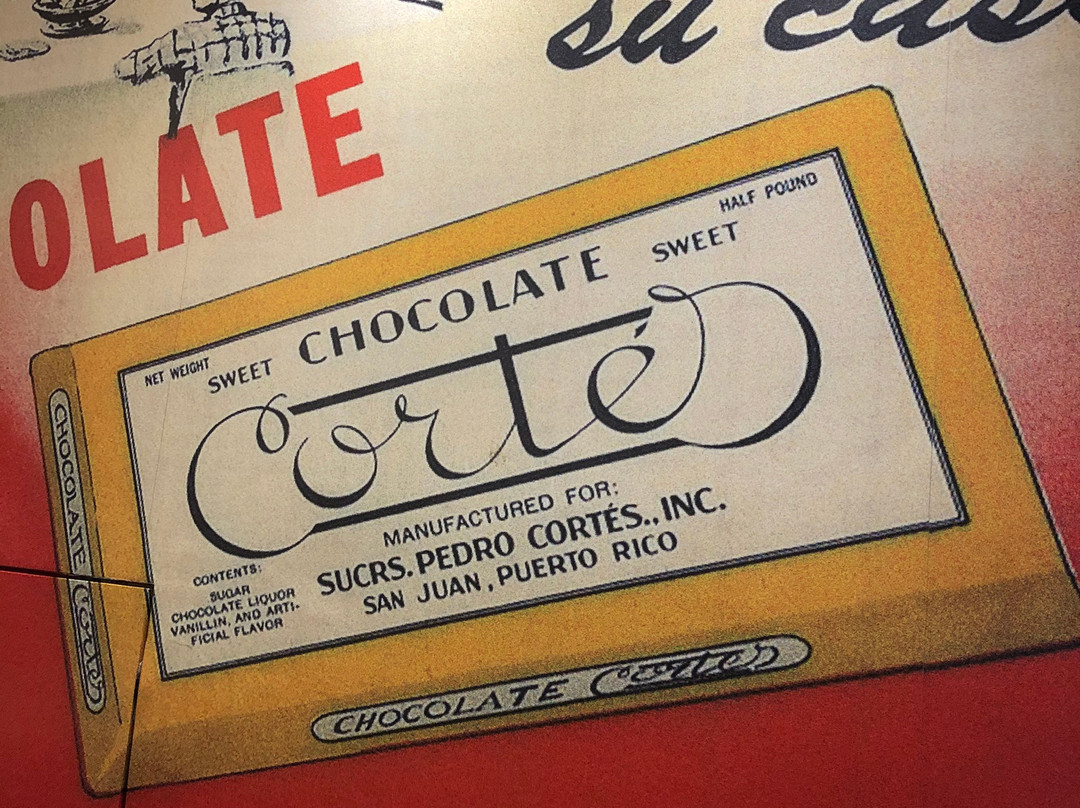 su cas
OLATE
HALF POUND
NET WEIGHT
SWEET CHOCOLATE SWEET
Cortés
MANUFACTURED FOR:
SUCRS. PEDRO CORTÉS., INC.
SAN JUAN, PUERTO RICO
CONTENTS:
SUGAR
CHOCOLATE LIQUOR
VANILLIN, AND ARTI-
FICIAL FLAVOR
CHOCOLATE Cortés
CHOCOLATE Cortés